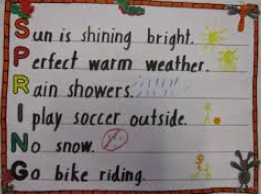 Sun is shining bright.
Perfect warm weather.
Rain showers.
I play soccer outside.
No snow.
Go bike riding.